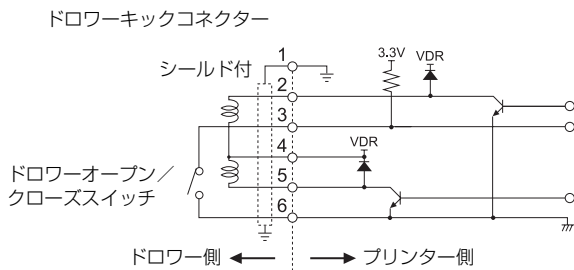 ドロワーキックコネクター
シールド付
1
2
3
4
5
6
3.3V
VDR
VDR
ドロワーオープン／
クローズスイッチ
ドロワー側
プリンター側